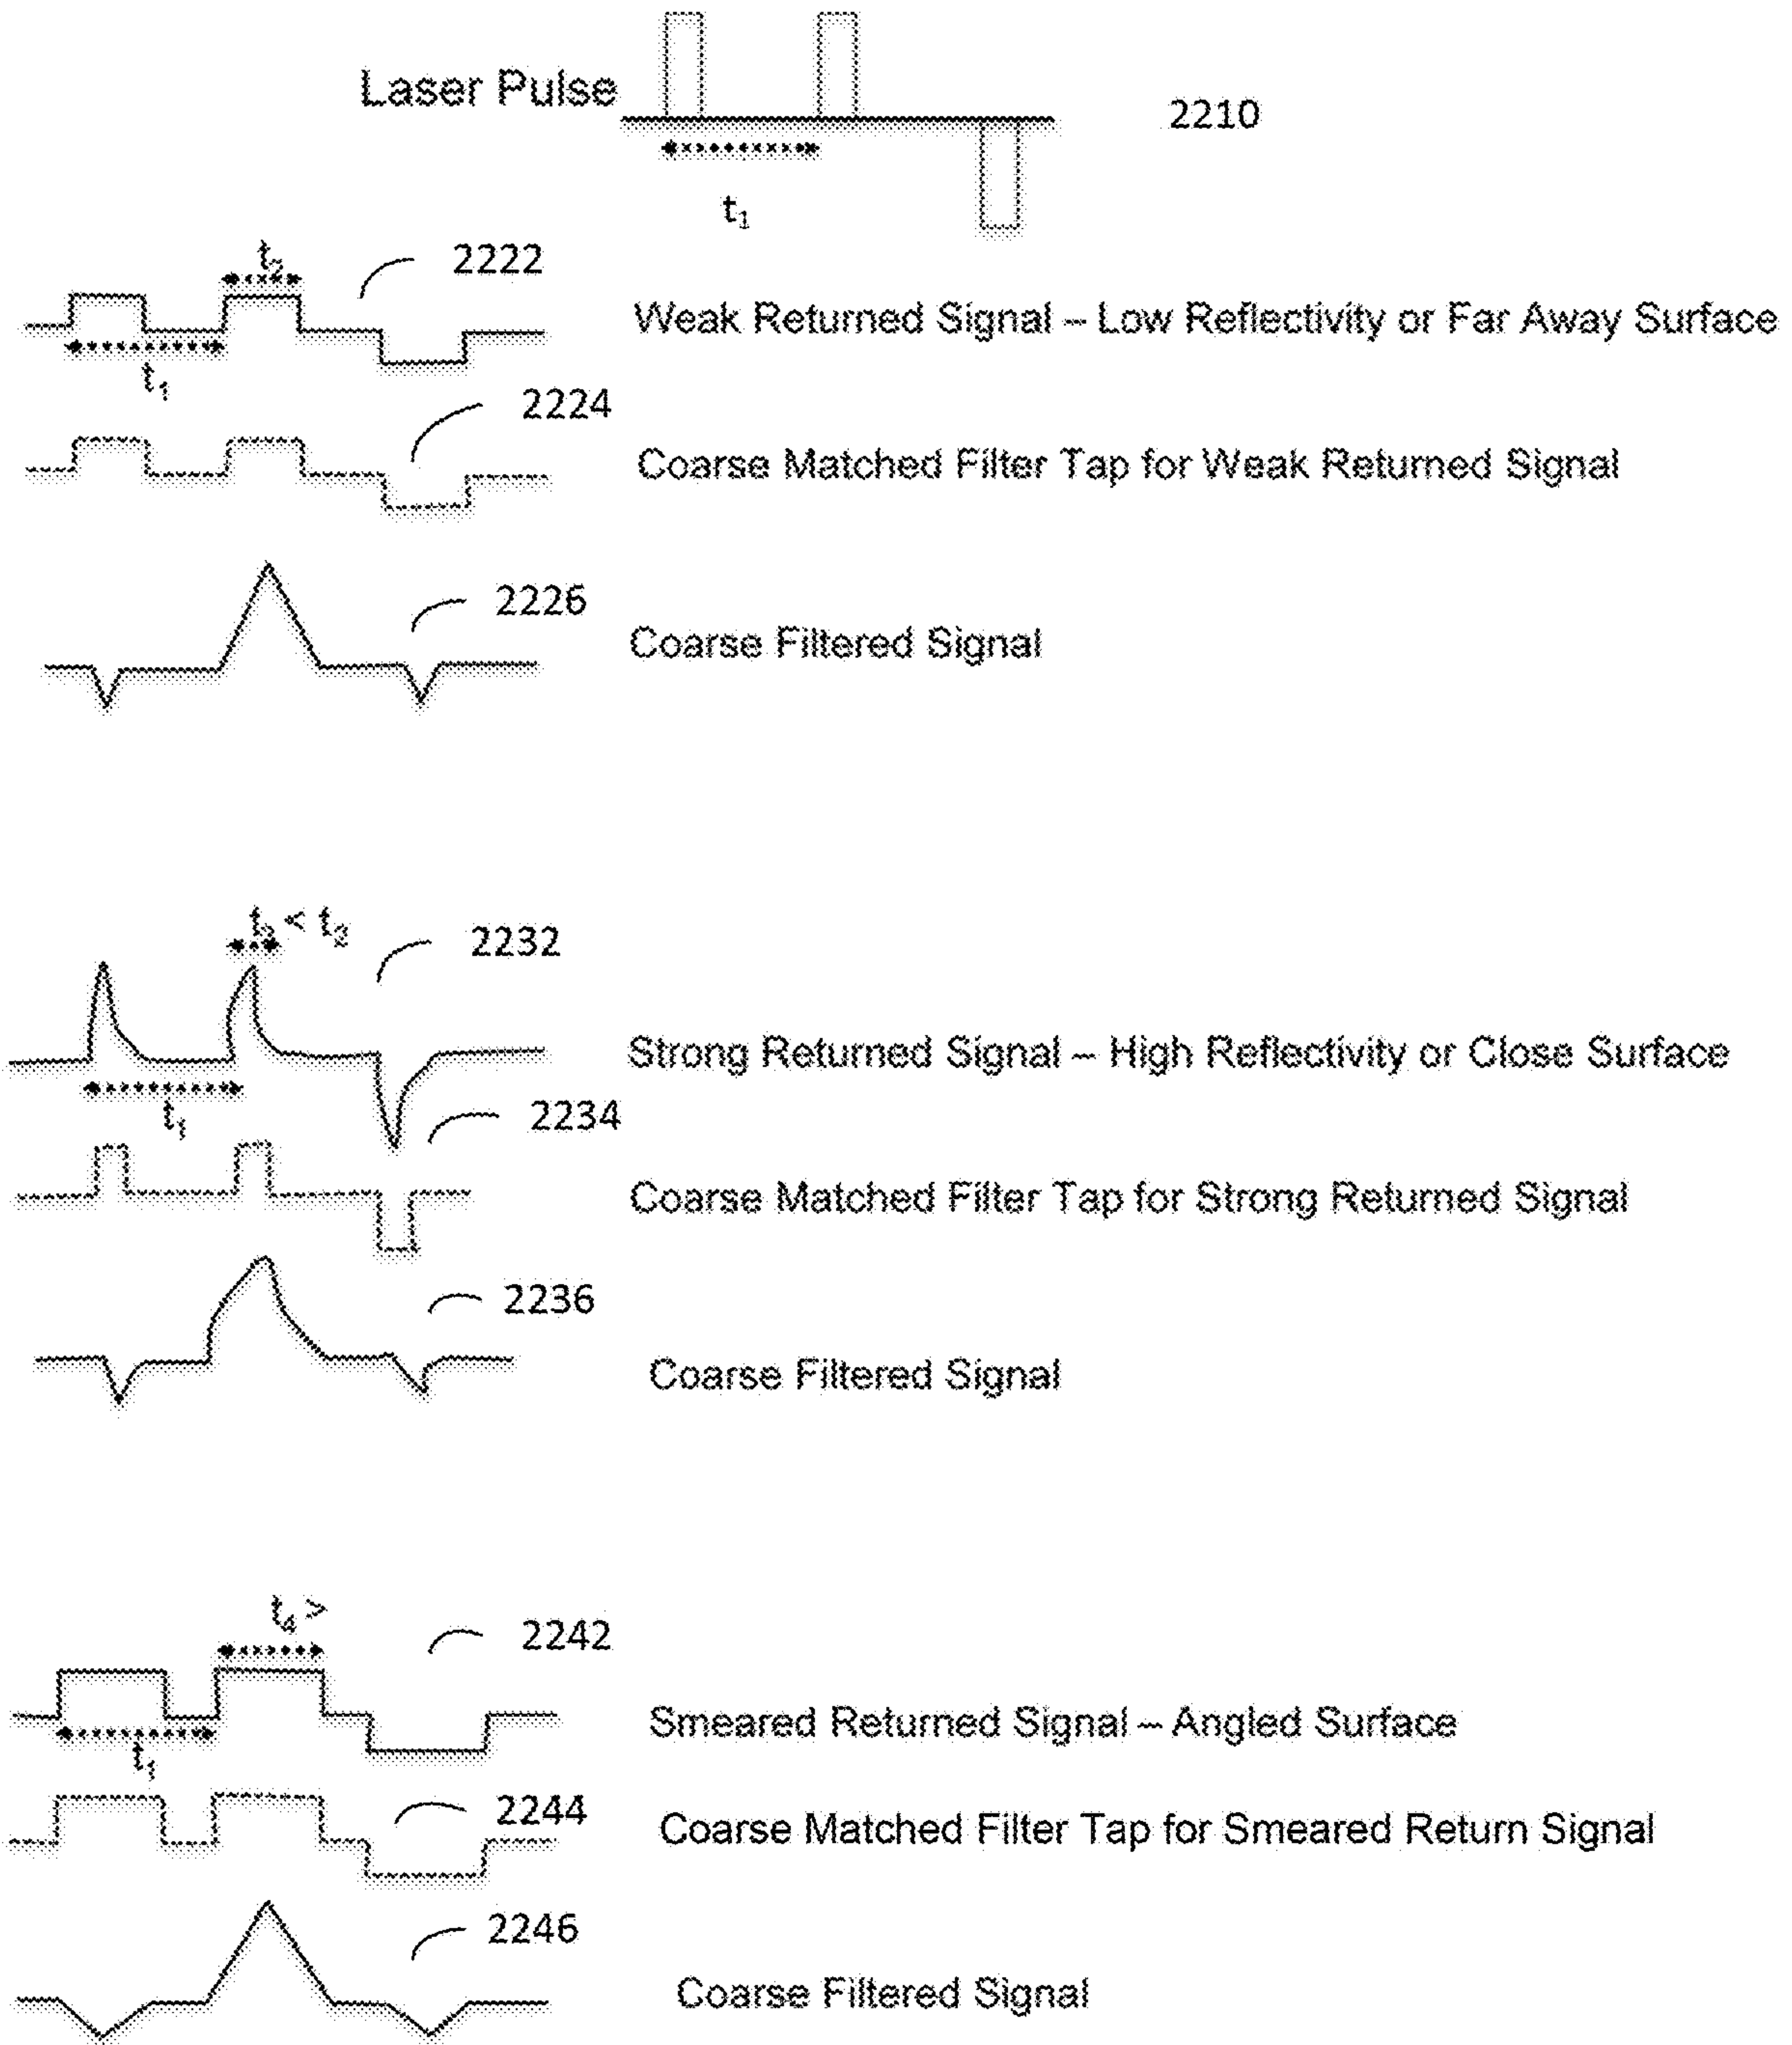 Laser Pulse
2210
t₁
t₂
2222
Weak Returned Signal – Low Reflectivity or Far Away Surface
t₁
2224
Coarse Matched Filter Tap for Weak Returned Signal
2226
Coarse Filtered Signal
t₃ < t₂
2232
Strong Returned Signal – High Reflectivity or Close Surface
t₁
2234
Coarse Matched Filter Tap for Strong Returned Signal
2236
Coarse Filtered Signal
t₄ >
2242
Smeared Returned Signal – Angled Surface
t₁
2244
Coarse Matched Filter Tap for Smeared Return Signal
2246
Coarse Filtered Signal